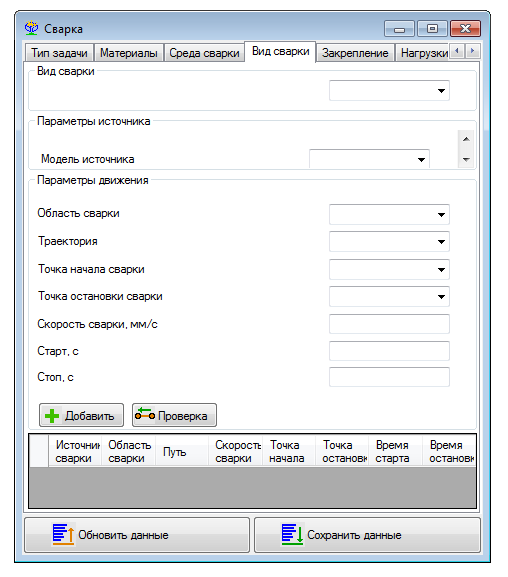 Сварка
Тип задачи Материалы Среда сварки Вид сварки Закрепление Нагрузки
Вид сварки
Параметры источника
Модель источника
Параметры движения
Область сварки
Траектория
Точка начала сварки
Точка остановки сварки
Скорость сварки, мм/с
Старт, с
Стоп, с
Добавить Проверка
Источник Область Путь Скорость Точка Точка Время Время
сварки сварки сварки начала остановк старта остановк
Обновить данные Сохранить данные